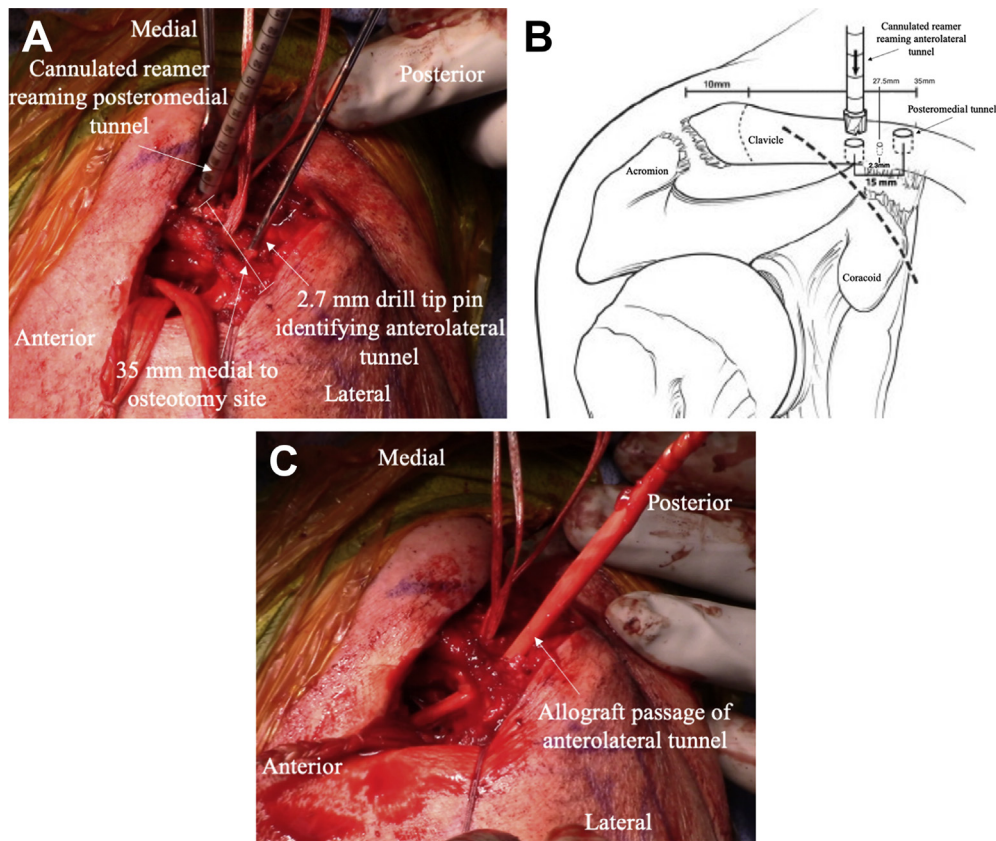 A
Medial
Cannulated reamer
reaming posteromedial
tunnel
Posterior
Anterior
2.7 mm drill tip pin
identifying anterolateral
tunnel
35 mm medial to
osteotomy site
Lateral
B
Cannulated reamer
reaming anterolateral
tunnel
10mm
27.5mm
35mm
Posteromedial tunnel
Clavicle
Acromion
2.3mm
15 mm
Coracoid
C
Medial
Posterior
Allograft passage of
anterolateral tunnel
Anterior
Lateral